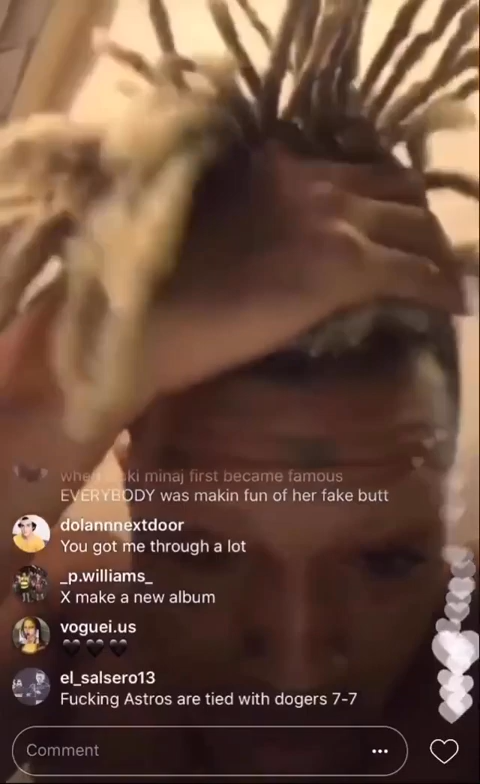 minaj first became famous
EVERYBODY was makin fun of her fake butt
dolannnextdoor
You got me through a lot
_p.williams_
X make a new album
voguei.us
🖤🖤🖤
el_salsero13
Fucking Astros are tied with dogers 7-7
Comment